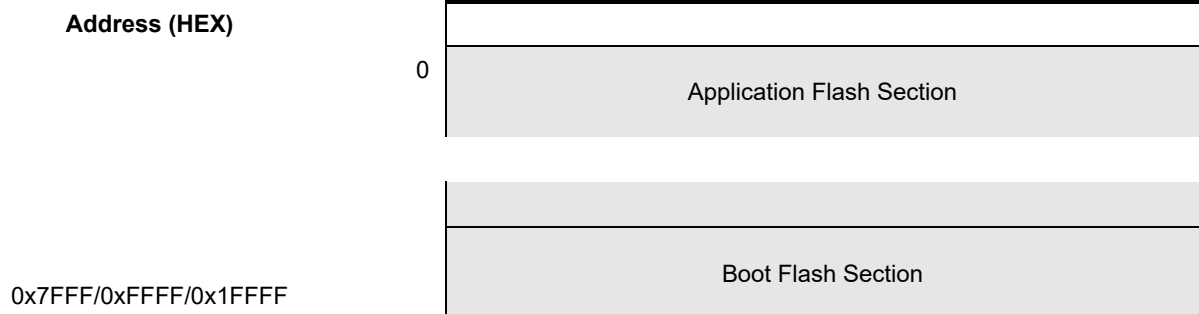 Address (HEX)
0
Application Flash Section
Boot Flash Section
0x7FFF/0xFFFF/0x1FFFF